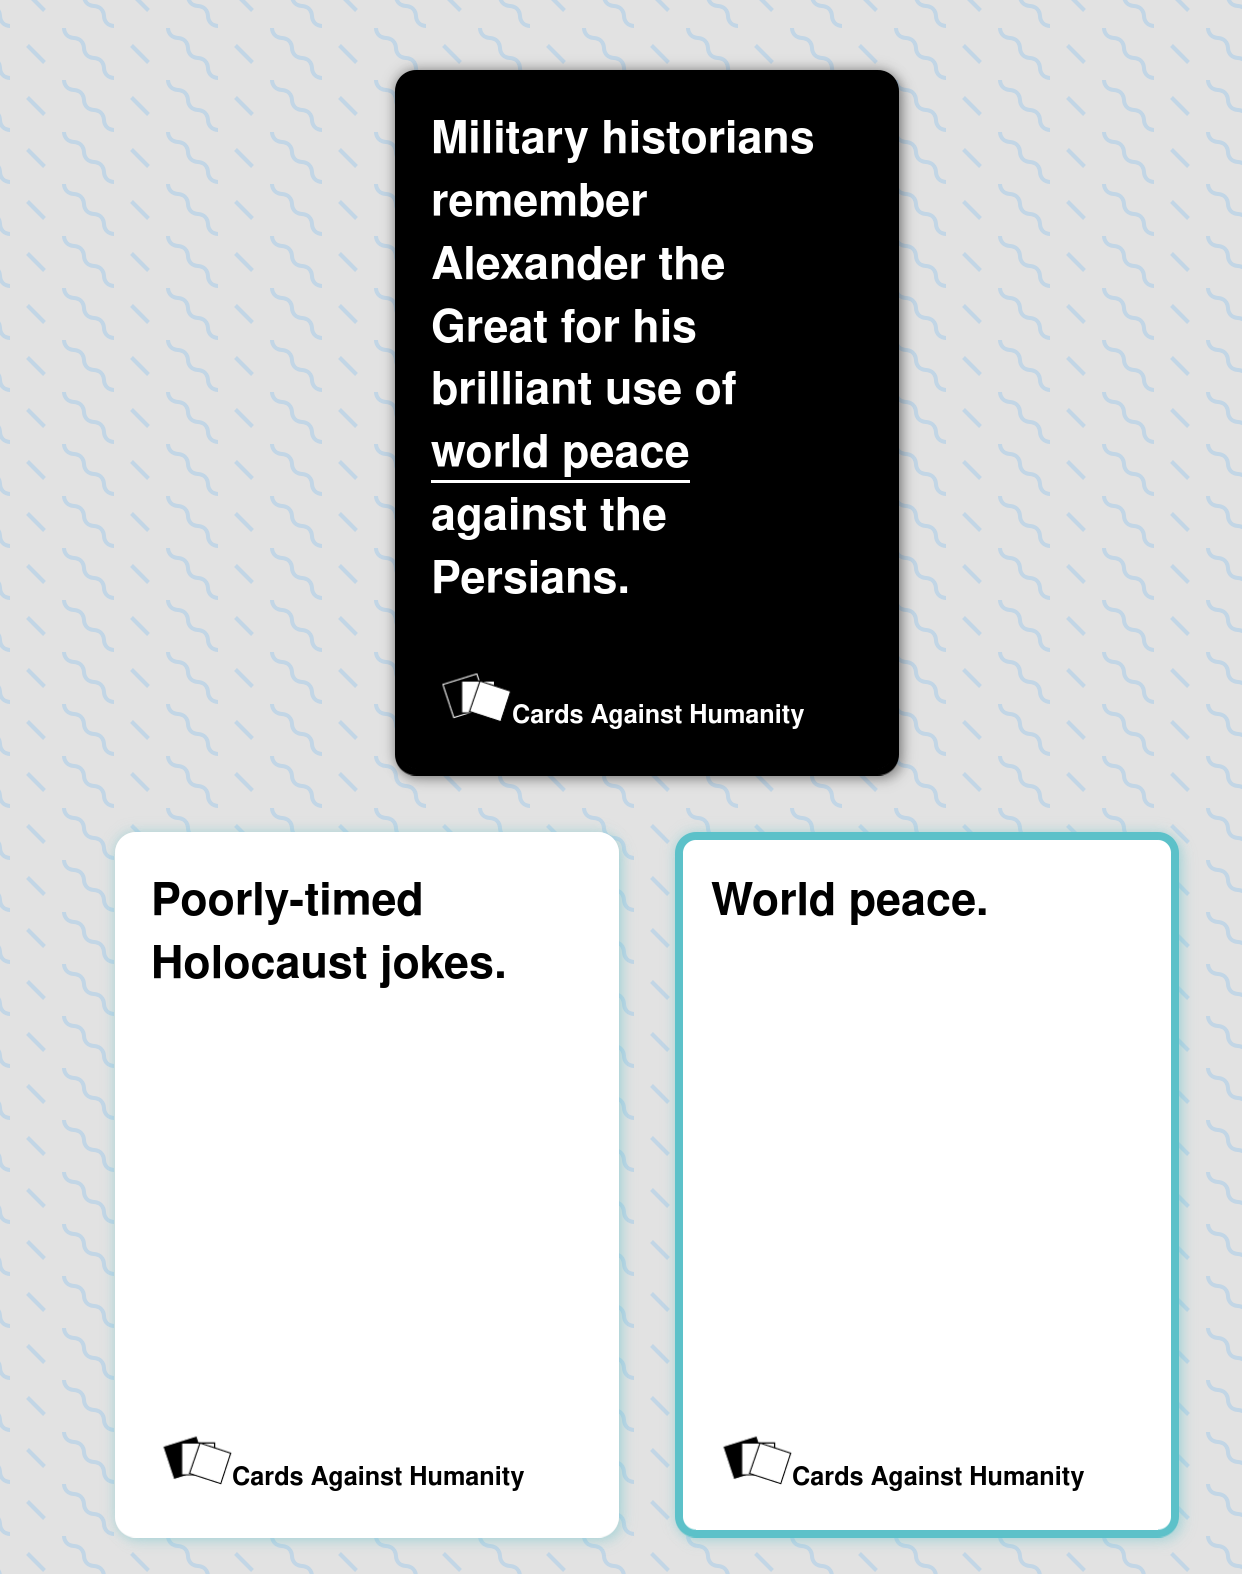 Military historians
remember
Alexander the
Great for his
brilliant use of
world peace
against the
Persians.
Cards Against Humanity
Poorly-timed
Holocaust jokes.
Cards Against Humanity
World peace.
Cards Against Humanity